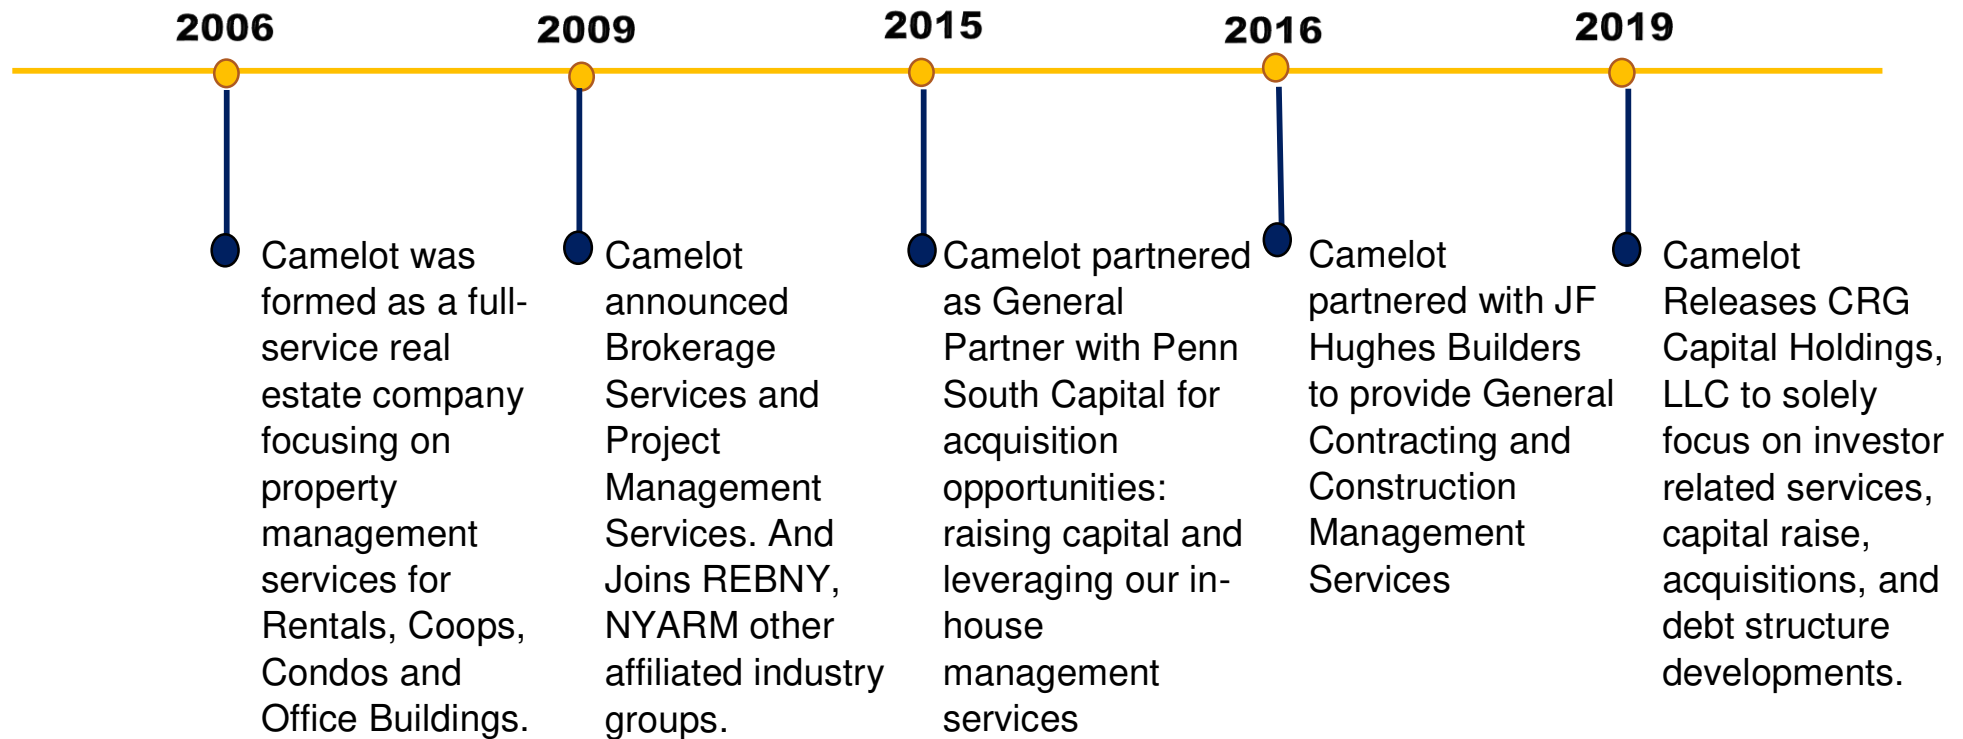 2006
Camelot was
formed as a full-
service real
estate company
focusing on
property
management
services for
Rentals, Coops,
Condos and
Office Buildings.
2009
Camelot
announced
Brokerage
Services and
Project
Management
Services. And
Joins REBNY,
NYARM other
affiliated industry
groups.
2015
Camelot partnered
as General
Partner with Penn
South Capital for
acquisition
opportunities:
raising capital and
leveraging our in-
house
management
services
2016
Camelot
partnered with JF
Hughes Builders
to provide General
Contracting and
Construction
Management
Services
2019
Camelot
Releases CRG
Capital Holdings,
LLC to solely
focus on investor
related services,
capital raise,
acquisitions, and
debt structure
developments.